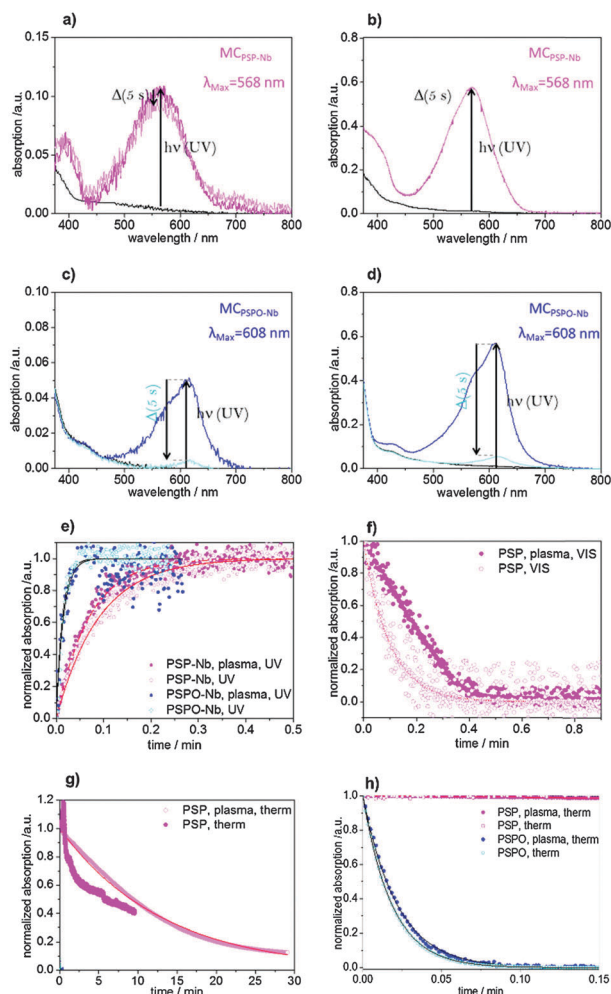 a)
0.15
0.10
0.05
0.00
absorption /a.u.
MC PSP-Nb
λMax=568 nm
Δ(5 s)
hν (UV)
400 500 600 700 800
wavelength / nm
b)
0.8
0.6
0.4
0.2
0.0
absorption /a.u.
MC PSP-Nb
λMax=568 nm
hν (UV)
400 500 600 700 800
wavelength / nm
c)
0.10
0.08
0.06
0.04
0.02
0.00
absorption /a.u.
MC PSPO-Nb
λMax=608 nm
Δ(5 s)
hν (UV)
400 500 600 700 800
wavelength / nm
d)
0.8
0.6
0.4
0.2
0.0
absorption /a.u.
MC PSPO-Nb
λMax=608 nm
Δ(5 s)
hν (UV)
400 500 600 700 800
wavelength / nm
e)
1.0
0.8
0.6
0.4
0.2
0.0
normalized absorption /a.u.
PSP-Nb, plasma, UV
PSP-Nb, UV
PSPO-Nb, plasma, UV
PSPO-Nb, UV
0.0 0.1 0.2 0.3 0.4 0.5
time / min
f)
1.0
0.8
0.6
0.4
0.2
0.0
normalized absorption /a.u.
PSP, plasma, VIS
PSP, VIS
0.0 0.2 0.4 0.6 0.8
time / min
g)
1.2
1.0
0.8
0.6
0.4
0.2
0.0
normalized absorption /a.u.
PSP, plasma, therm
PSP, therm
0 5 10 15 20 25 30
time / min
h)
1.0
0.8
0.6
0.4
0.2
0.0
normalized absorption /a.u.
PSP, plasma, therm
PSP, therm
PSPO, plasma, therm
PSPO, therm
0.00 0.05 0.10 0.15
time / min